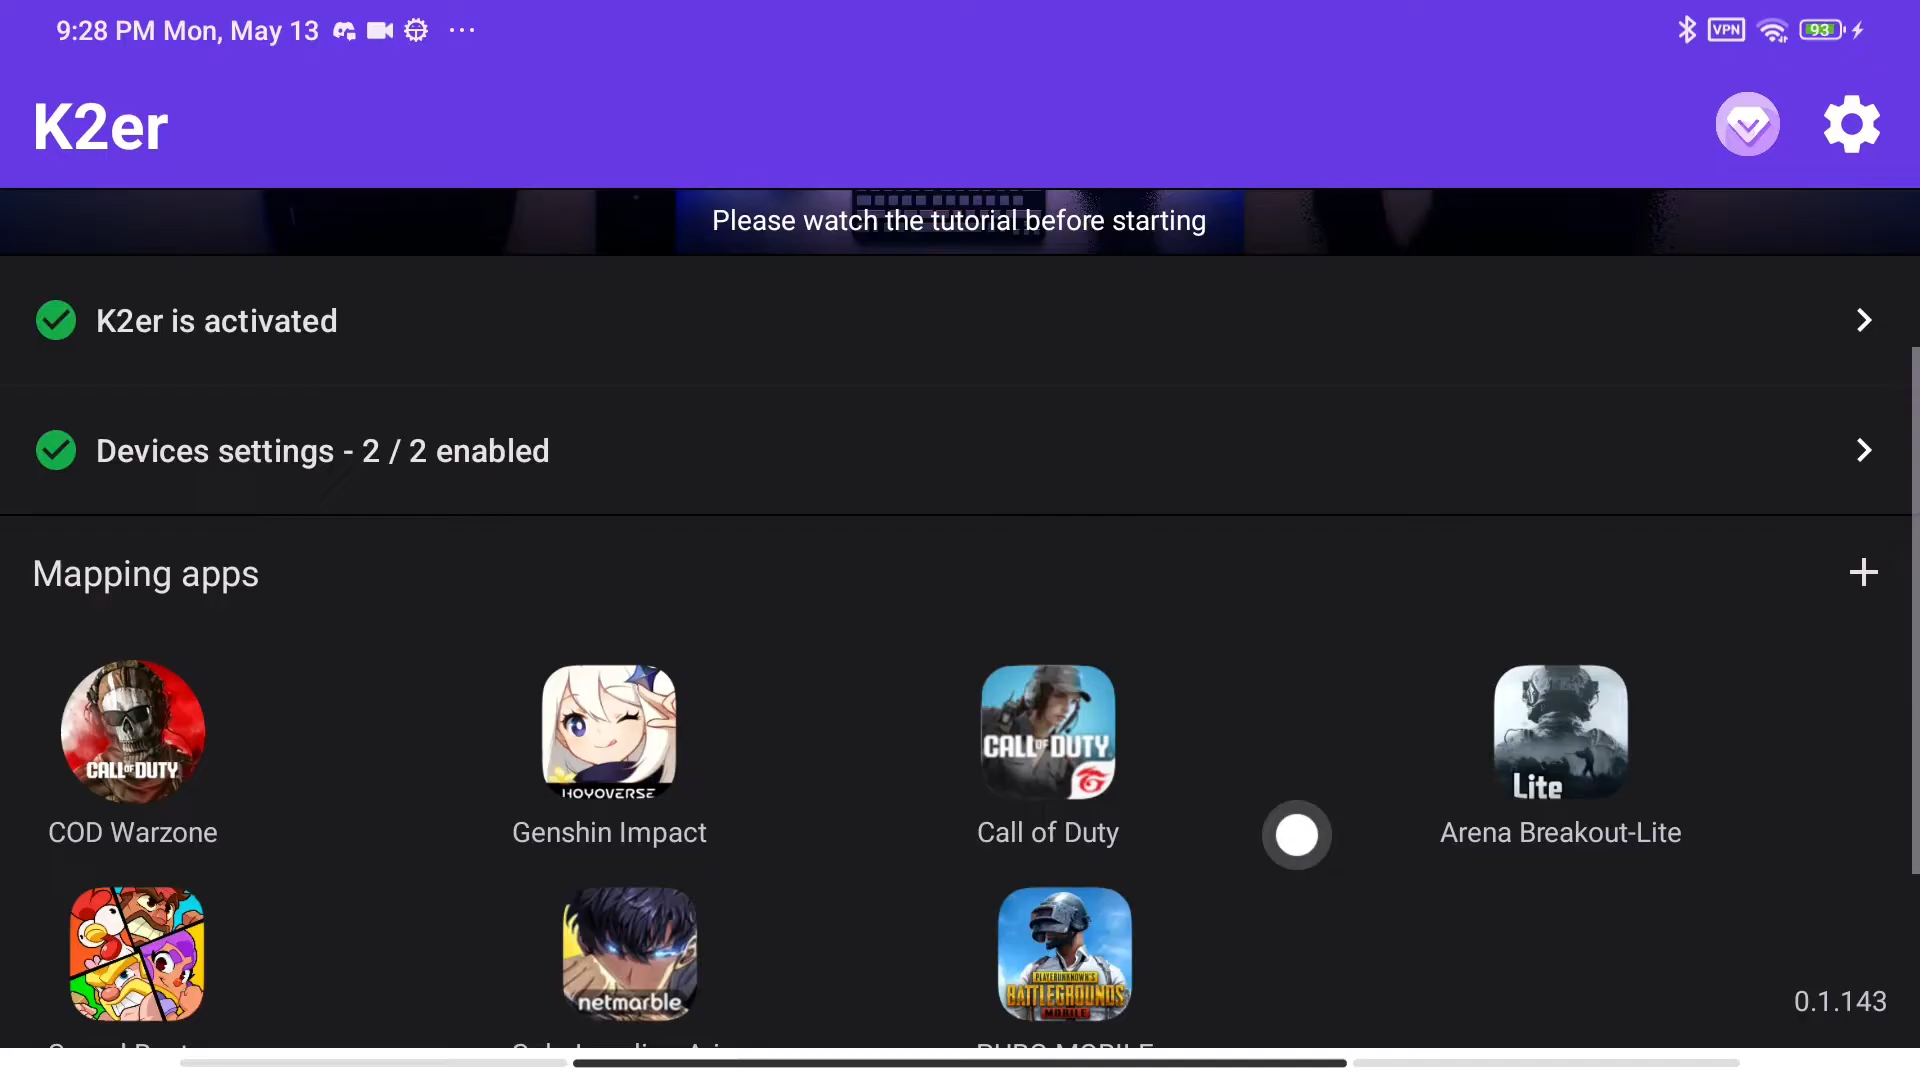 9:28 PM Mon, May 13
VPN
93
K2er
Please watch the tutorial before starting
K2er is activated
Devices settings - 2 / 2 enabled
Mapping apps
CALL OF DUTY
HOYOVERSE
CALL OF DUTY
Lite
COD Warzone
Genshin Impact
Call of Duty
Arena Breakout-Lite
netmarble
PLAYERUNKNOWN'S
BATTLEGROUNDS
MOBILE
0.1.143
PUBG MOBILE